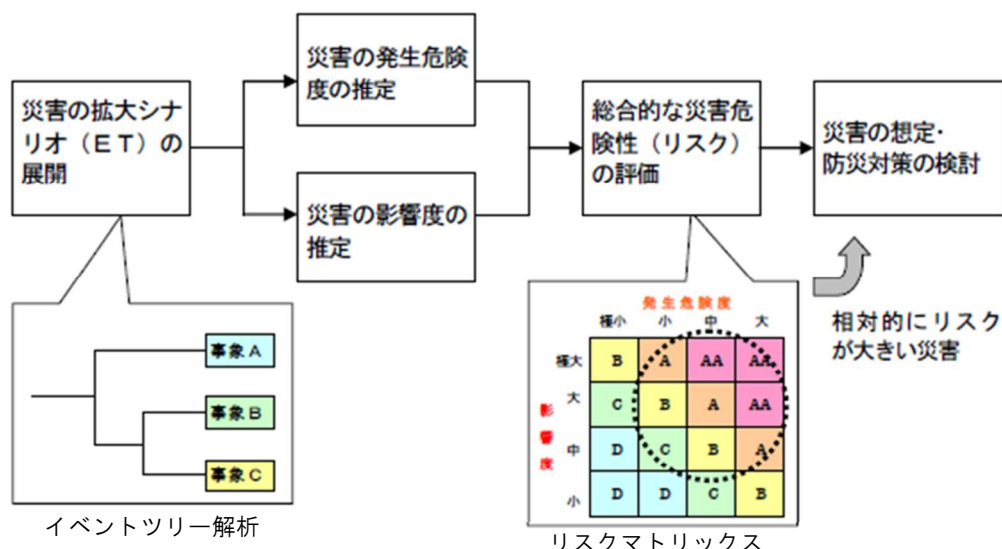 災害の拡大シナ
リオ（ＥＴ）の
展開
災害の発生危険
度の推定
災害の影響度の
推定
総合的な災害危
険性（リスク）
の評価
災害の想定・
防災対策の検討
事象Ａ
事象Ｂ
事象Ｃ
イベントツリー解析
発生危険度
極小 小 中 大
影響度
極大 B A AA AA
大 C B A AA
中 D C B A
小 D D C B
リスクマトリックス
相対的にリスク
が大きい災害